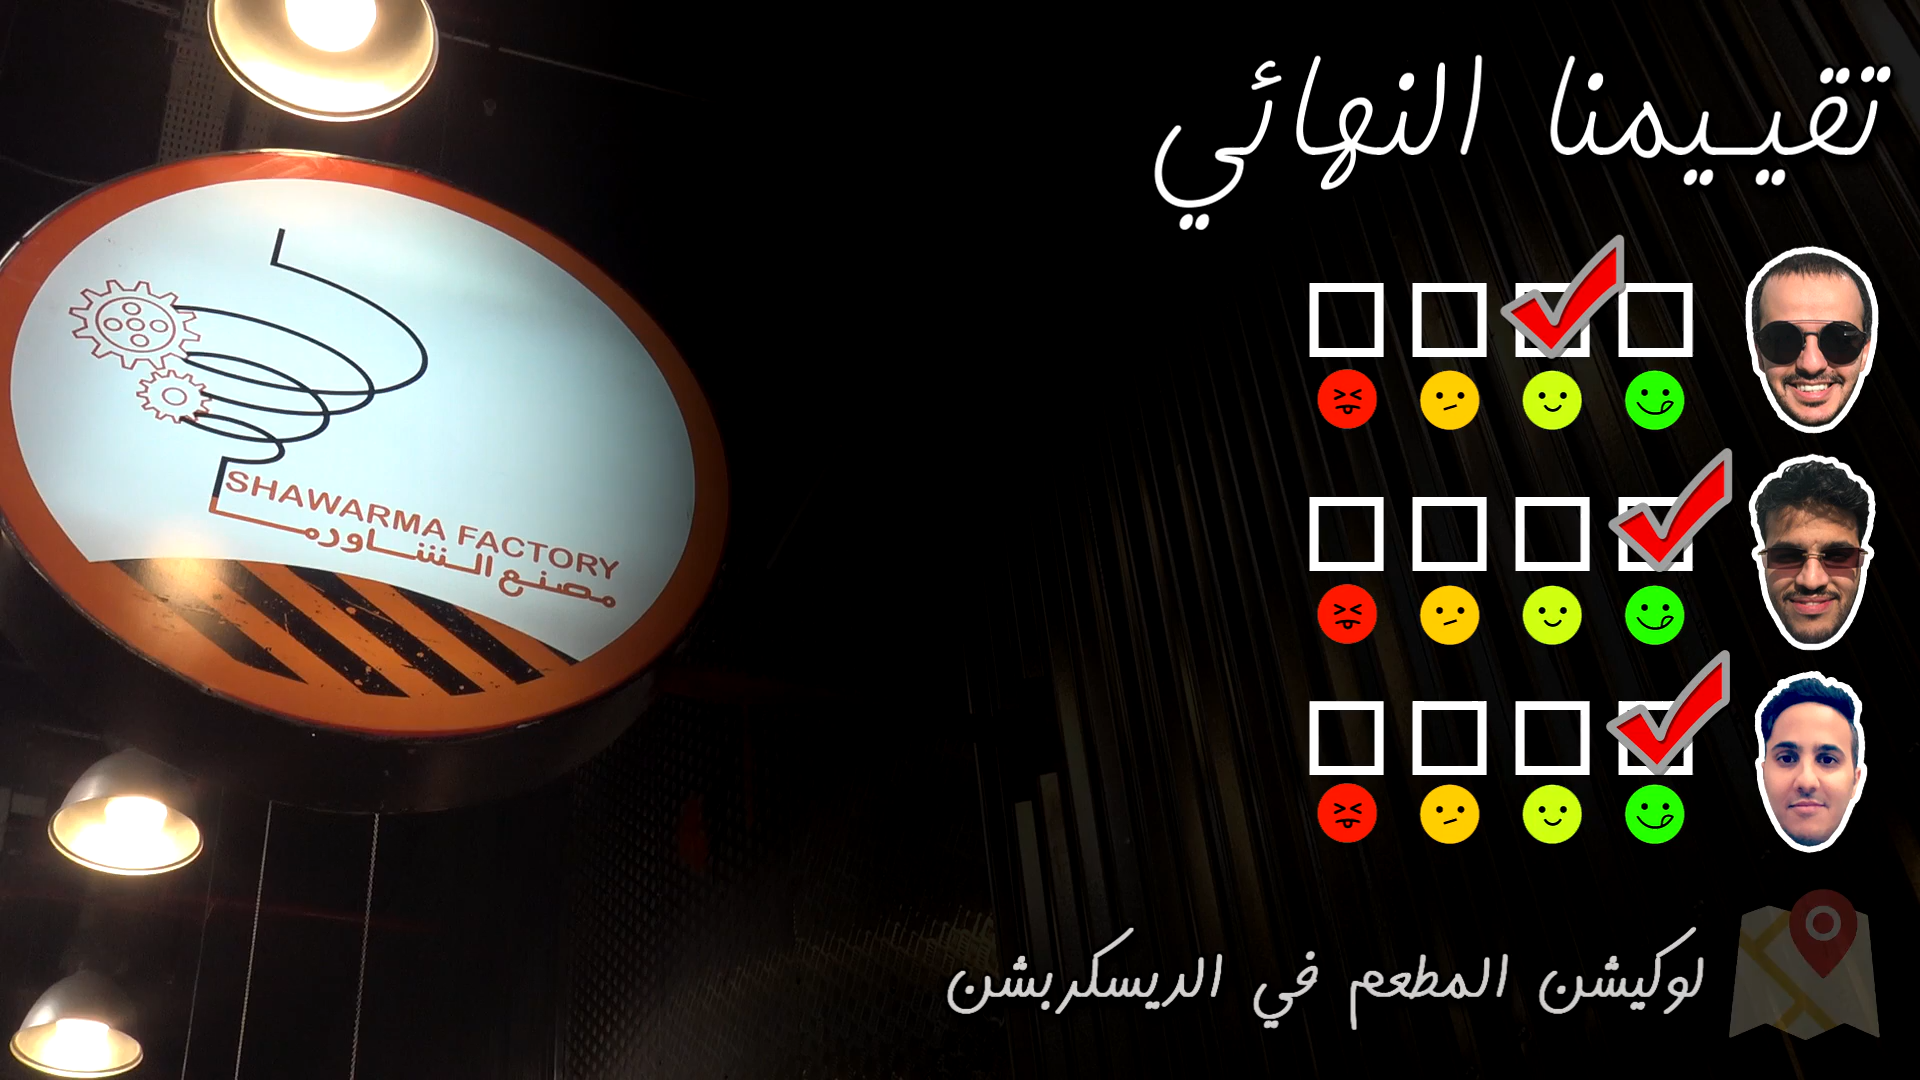 تقييمنا النهائي
SHAWARMA FACTORY
مصنع الشاورما
لوكيشن المطعم في الديسكربشن